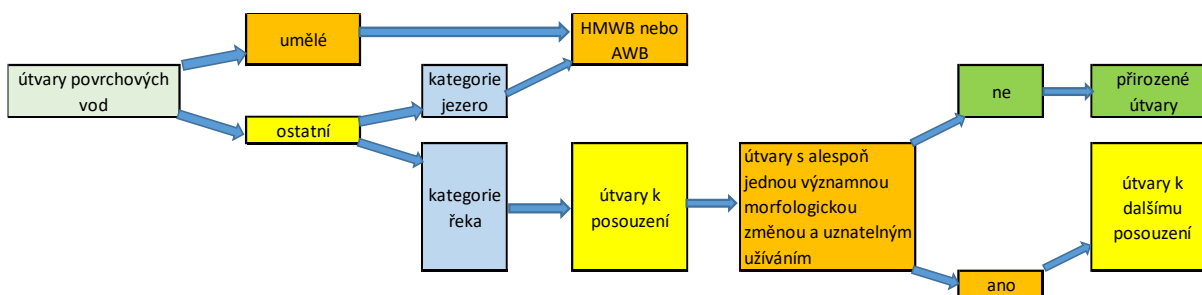 umělé
HMWB nebo
AWB
útvary povrchových
vod
kategorie
jezero
ne
přirozené
útvary
ostatní
kategorie
řeka
útvary k
posouzení
útvary s alespoň
jednou významnou
morfologickou
změnou a uznatelným
užíváním
útvary k
dalšímu
posouzení
ano